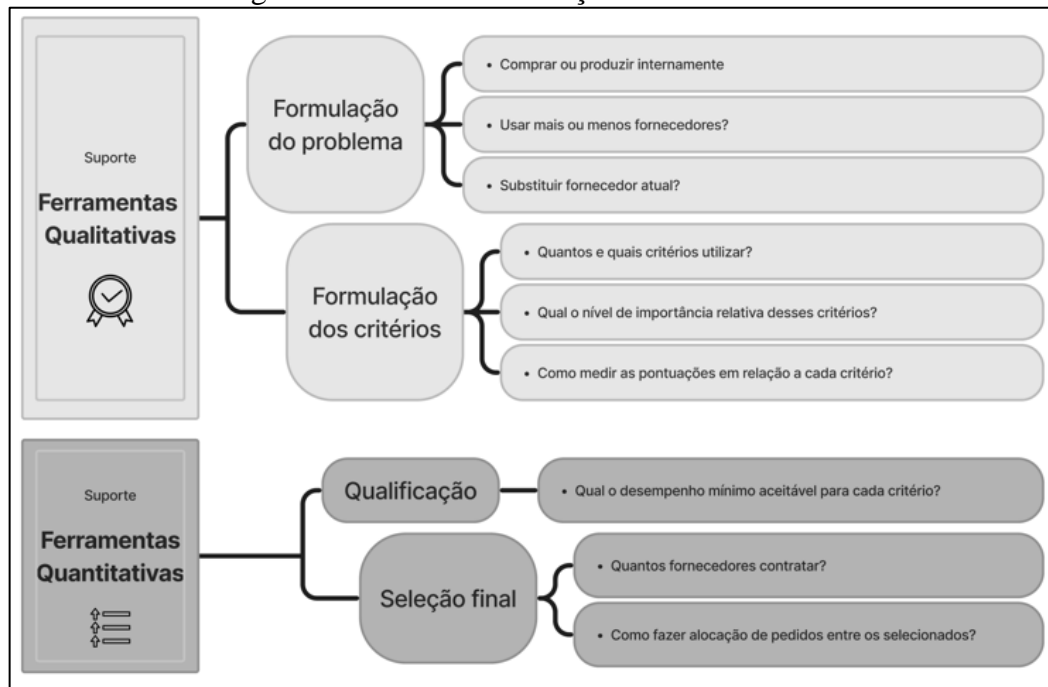 Suporte
Ferramentas
Qualitativas
Formulação
do problema
• Comprar ou produzir internamente
• Usar mais ou menos fornecedores?
• Substituir fornecedor atual?
Formulação
dos critérios
• Quantos e quais critérios utilizar?
• Qual o nível de importância relativa desses critérios?
• Como medir as pontuações em relação a cada critério?
Suporte
Ferramentas
Quantitativas
Qualificação
• Qual o desempenho mínimo aceitável para cada critério?
Seleção final
• Quantos fornecedores contratar?
• Como fazer alocação de pedidos entre os selecionados?